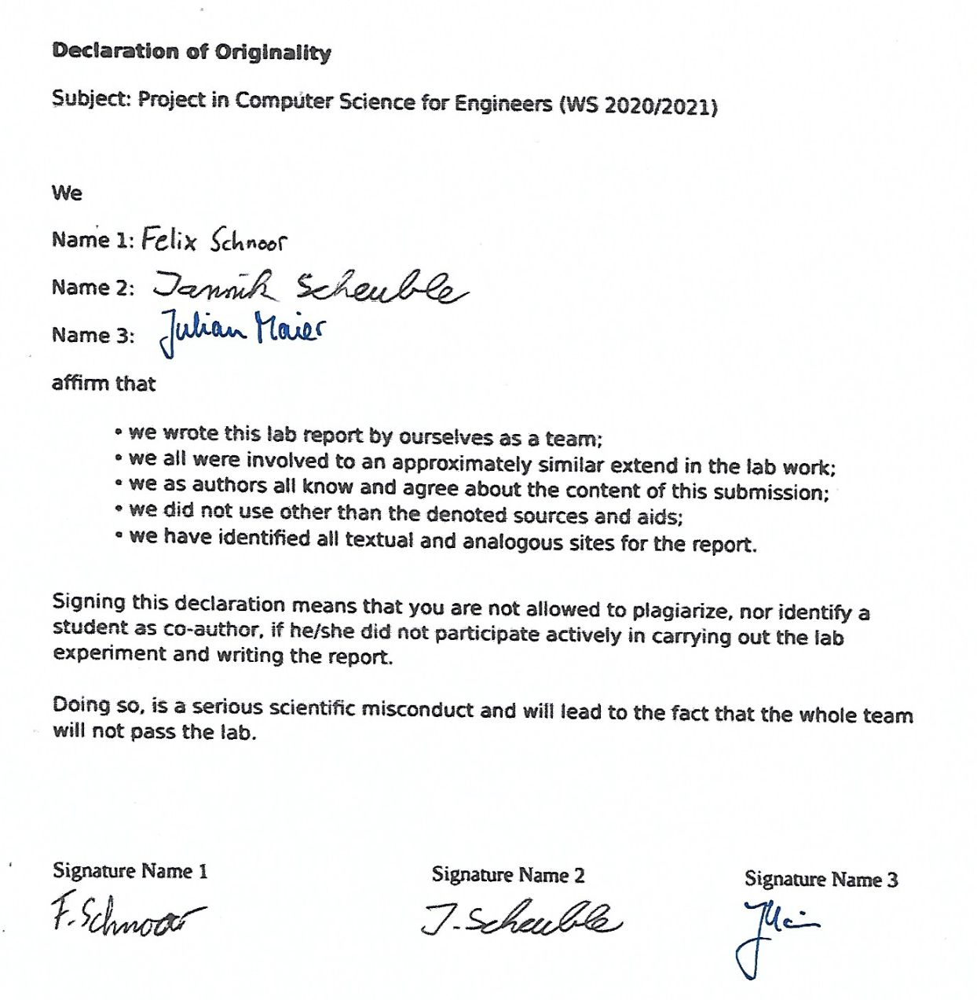 Declaration of Originality
Subject: Project in Computer Science for Engineers (WS 2020/2021)
We
Name 1: Felix Schnoor
Name 2: Jannik Scheuble
Name 3: Julian Maier
affirm that
• we wrote this lab report by ourselves as a team;
• we all were involved to an approximately similar extend in the lab work;
• we as authors all know and agree about the content of this submission;
• we did not use other than the denoted sources and aids;
• we have identified all textual and analogous sites for the report.
Signing this declaration means that you are not allowed to plagiarize, nor identify a
student as co-author, if he/she did not participate actively in carrying out the lab
experiment and writing the report.
Doing so, is a serious scientific misconduct and will lead to the fact that the whole team
will not pass the lab.
Signature Name 1 Signature Name 2 Signature Name 3
F. Schnoor J. Scheuble